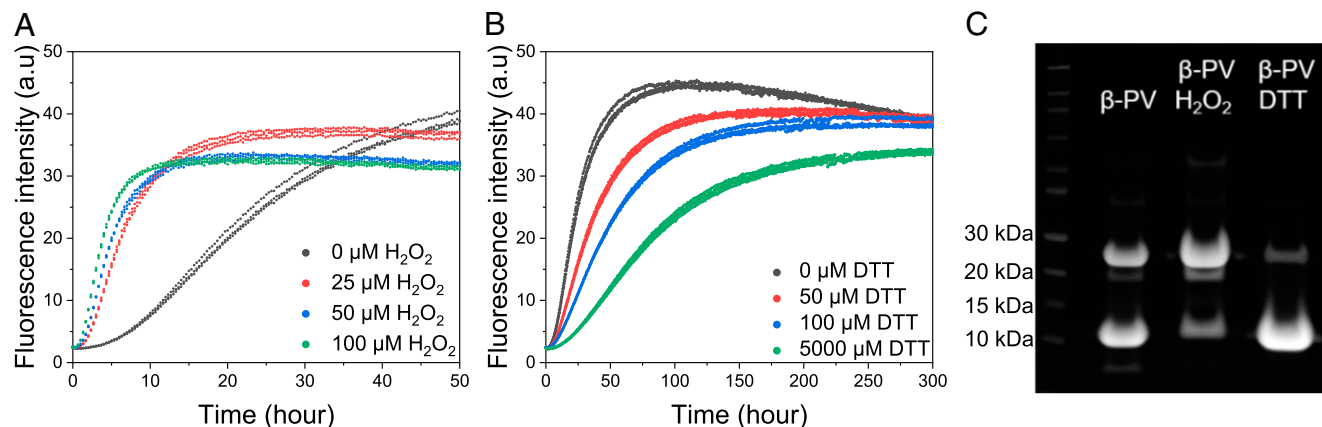 A
Fluorescence intensity (a.u)
50
40
30
20
10
0
0 µM H₂O₂
25 µM H₂O₂
50 µM H₂O₂
100 µM H₂O₂
0
10
20
30
40
50
Time (hour)
B
Fluorescence intensity (a.u)
50
40
30
20
10
0
0 µM DTT
50 µM DTT
100 µM DTT
5000 µM DTT
0
50
100
150
200
250
300
Time (hour)
C
β-PV
β-PV
H₂O₂
β-PV
DTT
30 kDa
20 kDa
15 kDa
10 kDa